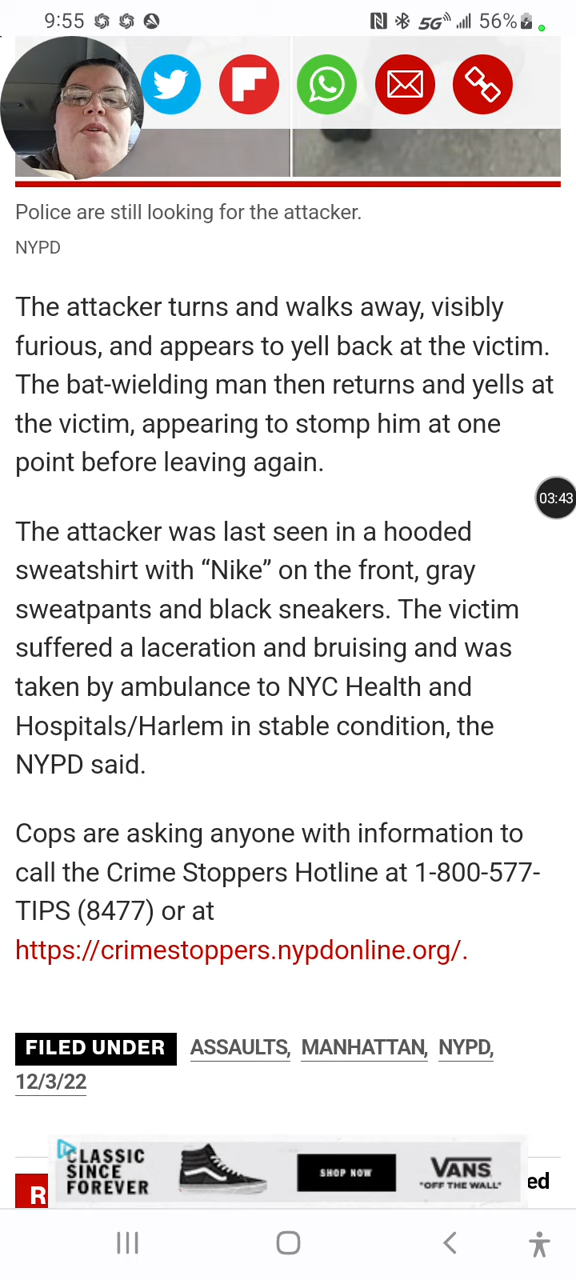 9:55 5G 56%
Police are still looking for the attacker.
NYPD
The attacker turns and walks away, visibly
furious, and appears to yell back at the victim.
The bat-wielding man then returns and yells at
the victim, appearing to stomp him at one
point before leaving again.
03:43
The attacker was last seen in a hooded
sweatshirt with “Nike” on the front, gray
sweatpants and black sneakers. The victim
suffered a laceration and bruising and was
taken by ambulance to NYC Health and
Hospitals/Harlem in stable condition, the
NYPD said.
Cops are asking anyone with information to
call the Crime Stoppers Hotline at 1-800-577-
TIPS (8477) or at
https://crimestoppers.nypdonline.org/.
FILED UNDER ASSAULTS, MANHATTAN, NYPD,
12/3/22
CLASSIC
SINCE
FOREVER
SHOP NOW
VANS
"OFF THE WALL"
R
ed